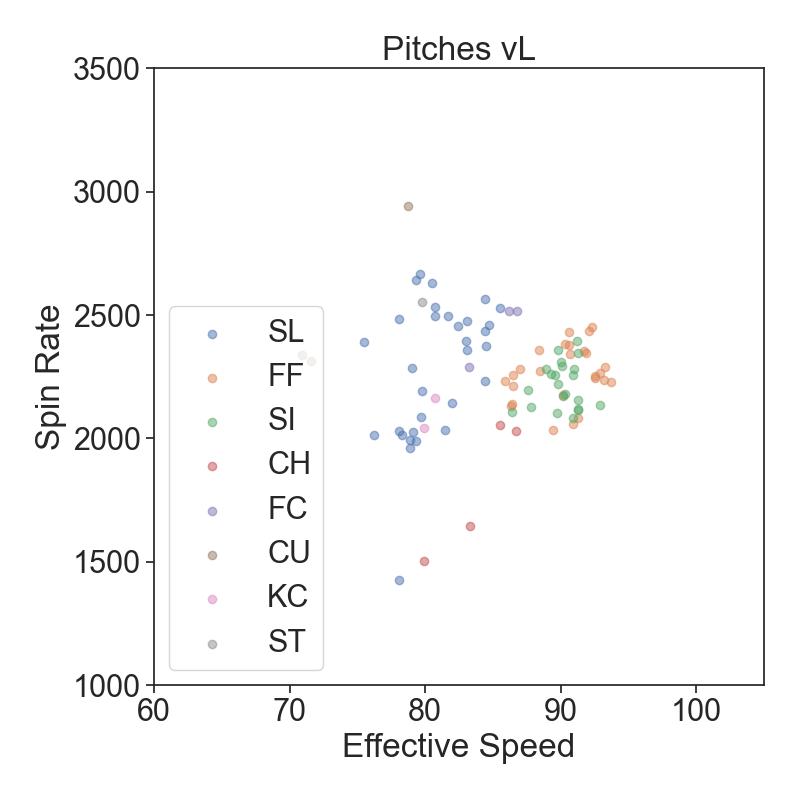 Pitches vL
3500
3000
2500
2000
1500
1000
Spin Rate
SL
FF
SI
CH
FC
CU
KC
ST
60 70 80 90 100
Effective Speed